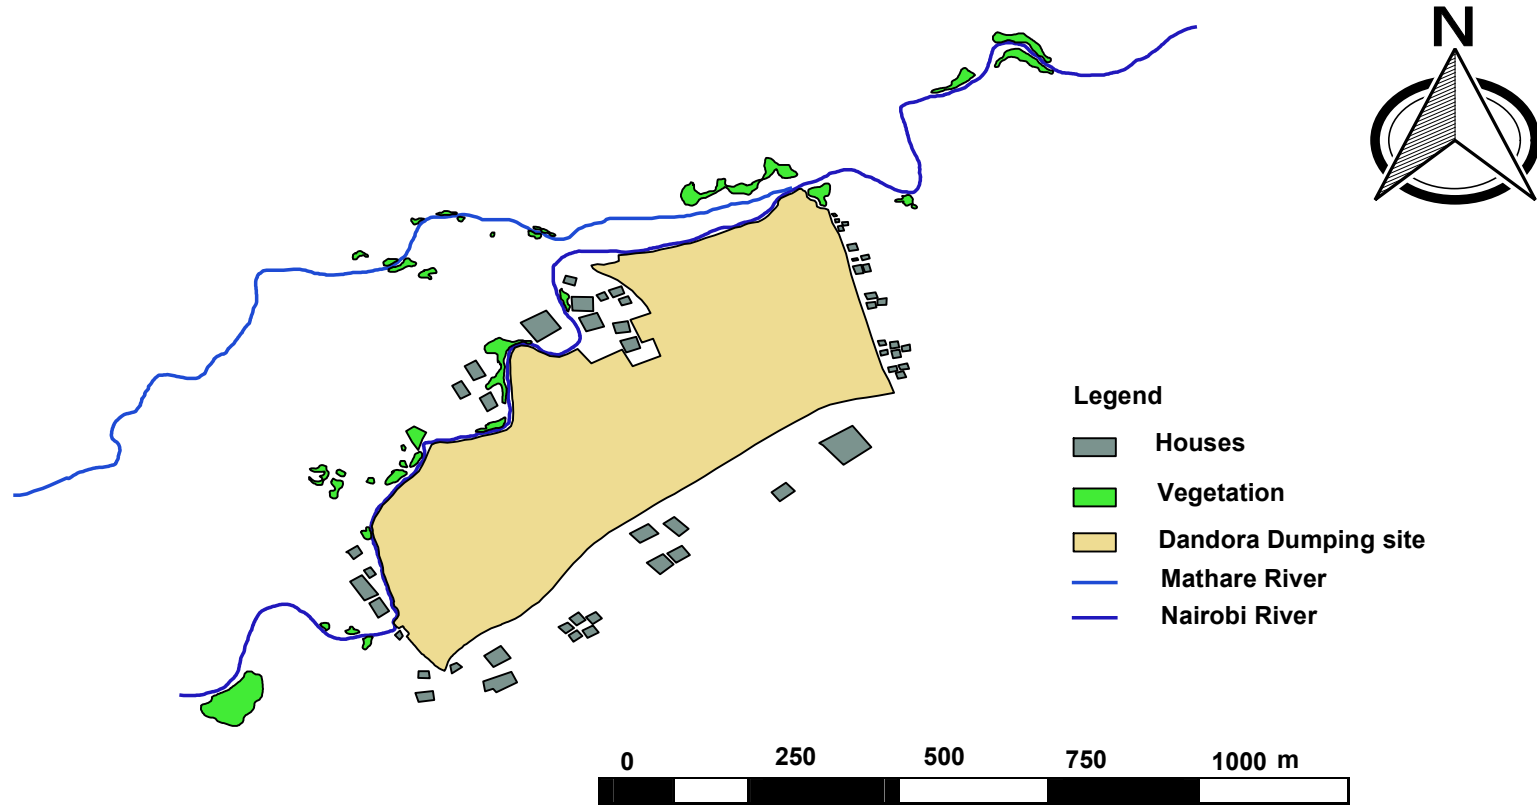 N
Legend
Houses
Vegetation
Dandora Dumping site
Mathare River
Nairobi River
0 250 500 750 1000 m